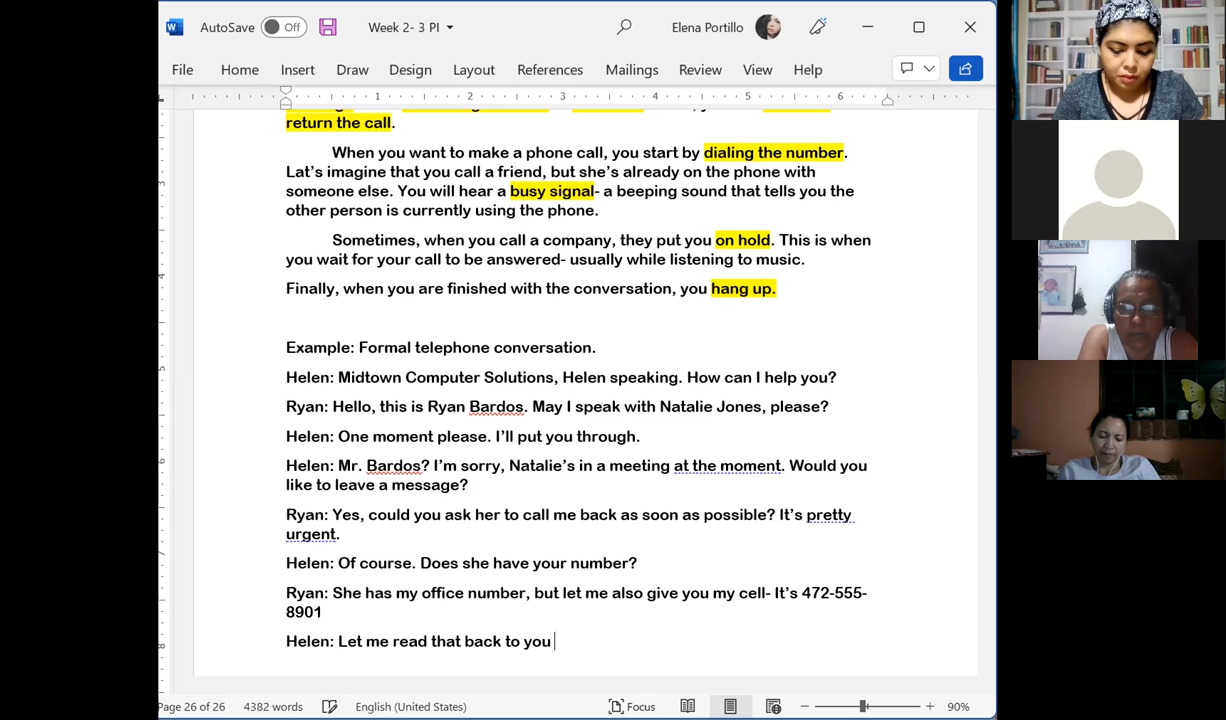 AutoSave Off Week 2- 3 PI Elena Portillo
File Home Insert Draw Design Layout References Mailings Review View Help
1 2 3 4 5 6
return the call.
When you want to make a phone call, you start by dialing the number.
Lat’s imagine that you call a friend, but she’s already on the phone with
someone else. You will hear a busy signal- a beeping sound that tells you the
other person is currently using the phone.
Sometimes, when you call a company, they put you on hold. This is when
you wait for your call to be answered- usually while listening to music.
Finally, when you are finished with the conversation, you hang up.
Example: Formal telephone conversation.
Helen: Midtown Computer Solutions, Helen speaking. How can I help you?
Ryan: Hello, this is Ryan Bardos. May I speak with Natalie Jones, please?
Helen: One moment please. I’ll put you through.
Helen: Mr. Bardos? I’m sorry, Natalie’s in a meeting at the moment. Would you
like to leave a message?
Ryan: Yes, could you ask her to call me back as soon as possible? It’s pretty
urgent.
Helen: Of course. Does she have your number?
Ryan: She has my office number, but let me also give you my cell- It’s 472-555-
8901
Helen: Let me read that back to you
Page 26 of 26 4382 words English (United States) Focus 90%